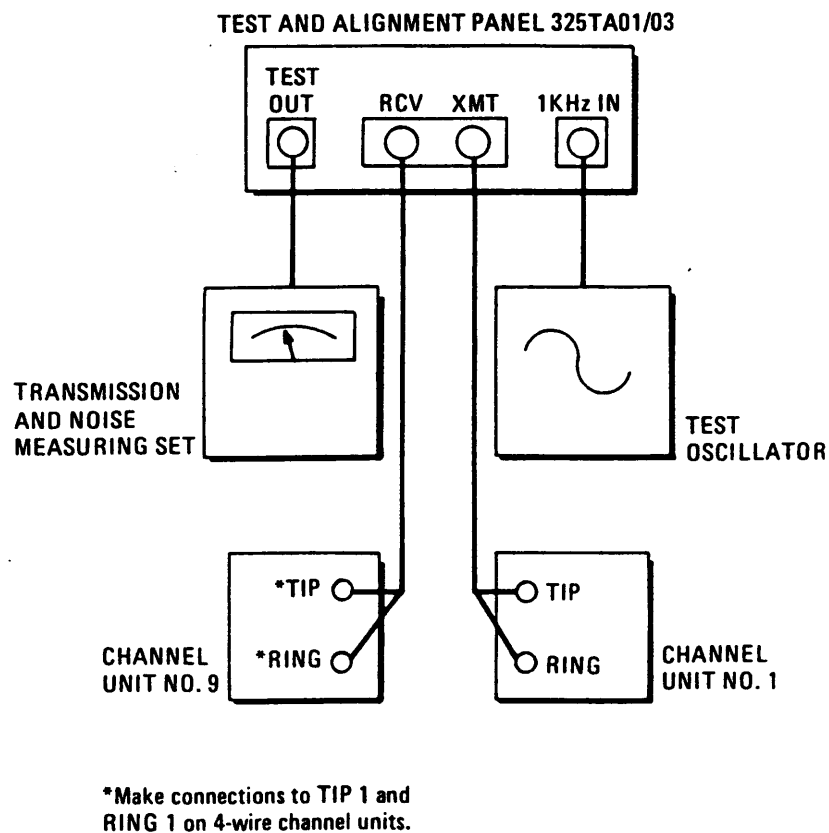 TEST AND ALIGNMENT PANEL 325TA01/03
TEST
OUT
RCV
XMT
1KHz IN
TRANSMISSION
AND NOISE
MEASURING SET
TEST
OSCILLATOR
*TIP
*RING
CHANNEL
UNIT NO. 9
TIP
RING
CHANNEL
UNIT NO. 1
*Make connections to TIP 1 and
RING 1 on 4-wire channel units.